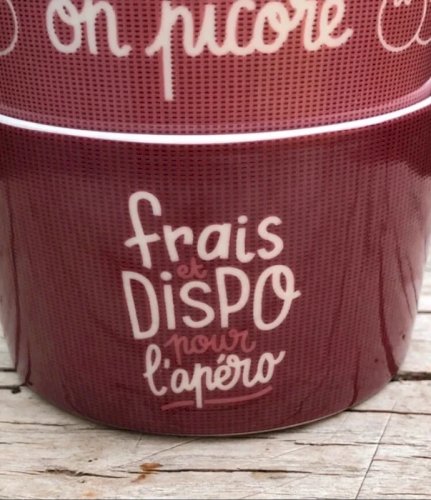 on picore
frais
et
DiSPO
pour
l'apéro